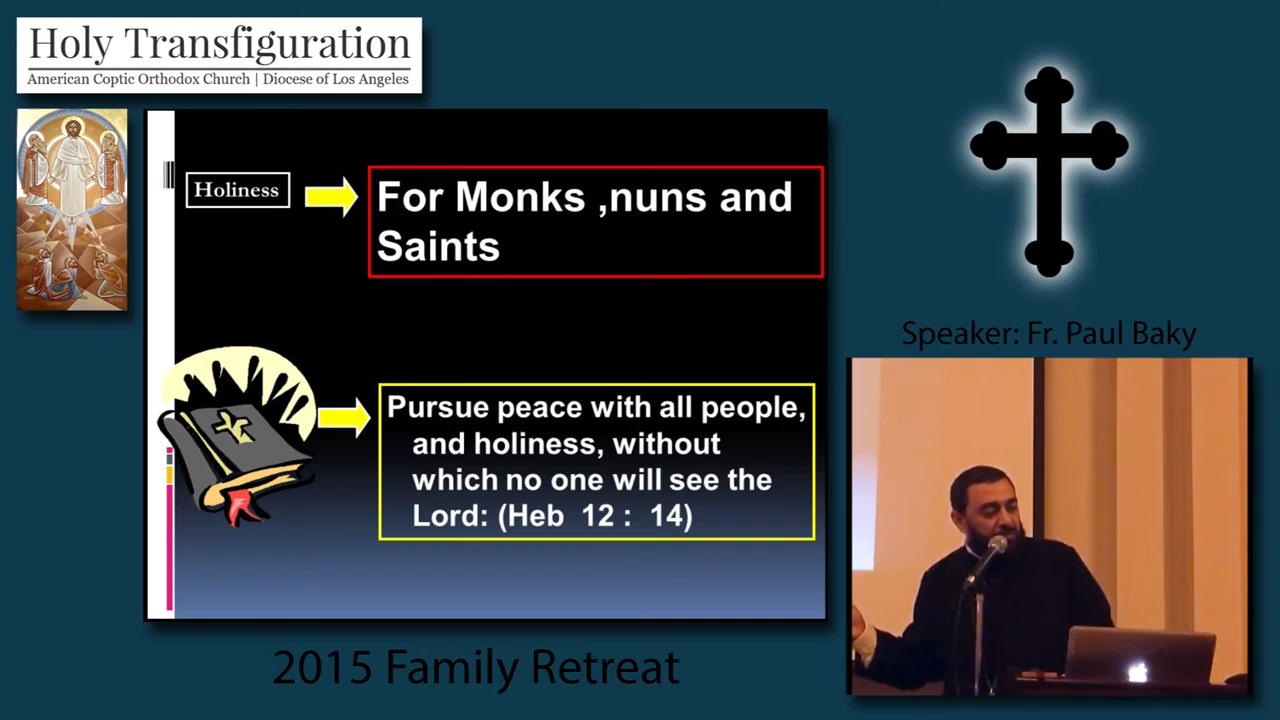 Holy Transfiguration
American Coptic Orthodox Church | Diocese of Los Angeles
Holiness
For Monks ,nuns and
Saints
Pursue peace with all people,
and holiness, without
which no one will see the
Lord: (Heb 12 : 14)
Speaker: Fr. Paul Baky
2015 Family Retreat